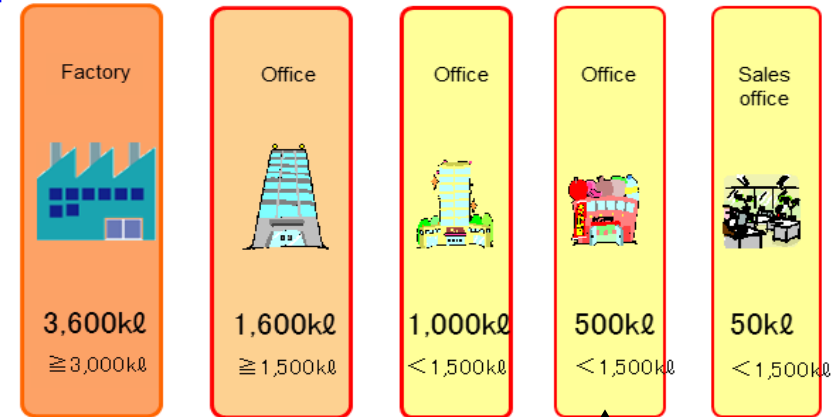 Factory
3,600kℓ
≧3,000kℓ
Office
1,600kℓ
≧1,500kℓ
Office
1,000kℓ
＜1,500kℓ
Office
500kℓ
＜1,500kℓ
Sales
office
50kℓ
＜1,500kℓ